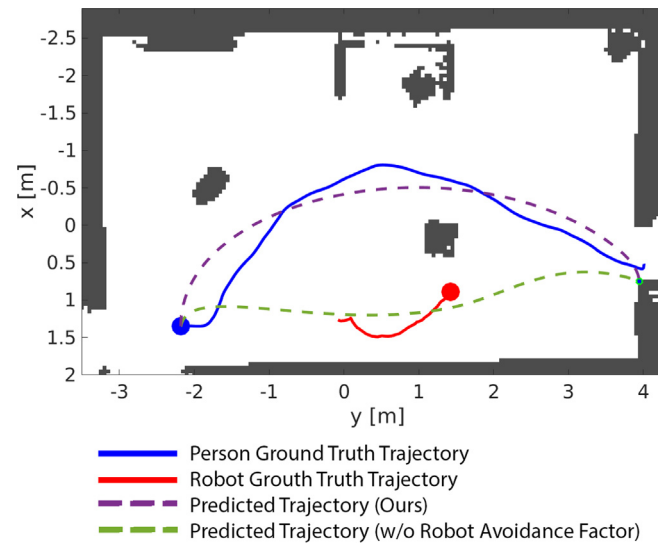 -2.5
-2
-1.5
-1
-0.5
0
0.5
1
1.5
2
x [m]
-3 -2 -1 0 1 2 3 4
y [m]
Person Ground Truth Trajectory
Robot Grouth Truth Trajectory
Predicted Trajectory (Ours)
Predicted Trajectory (w/o Robot Avoidance Factor)